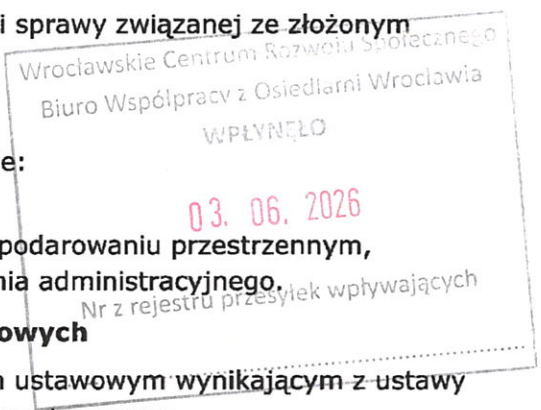 i sprawy związanej ze złożonym
Wrocławskie Centrum Rozwoju Społecznego
Biuro Współpracy z Osiedlami Wrocławia
WPŁYNĘŁO
e:
03. 06. 2026
podarowaniu przestrzennym,
nia administracyjnego.
Nr z rejestru przesyłek wpływających
owych
n ustawowym wynikającym z ustawy